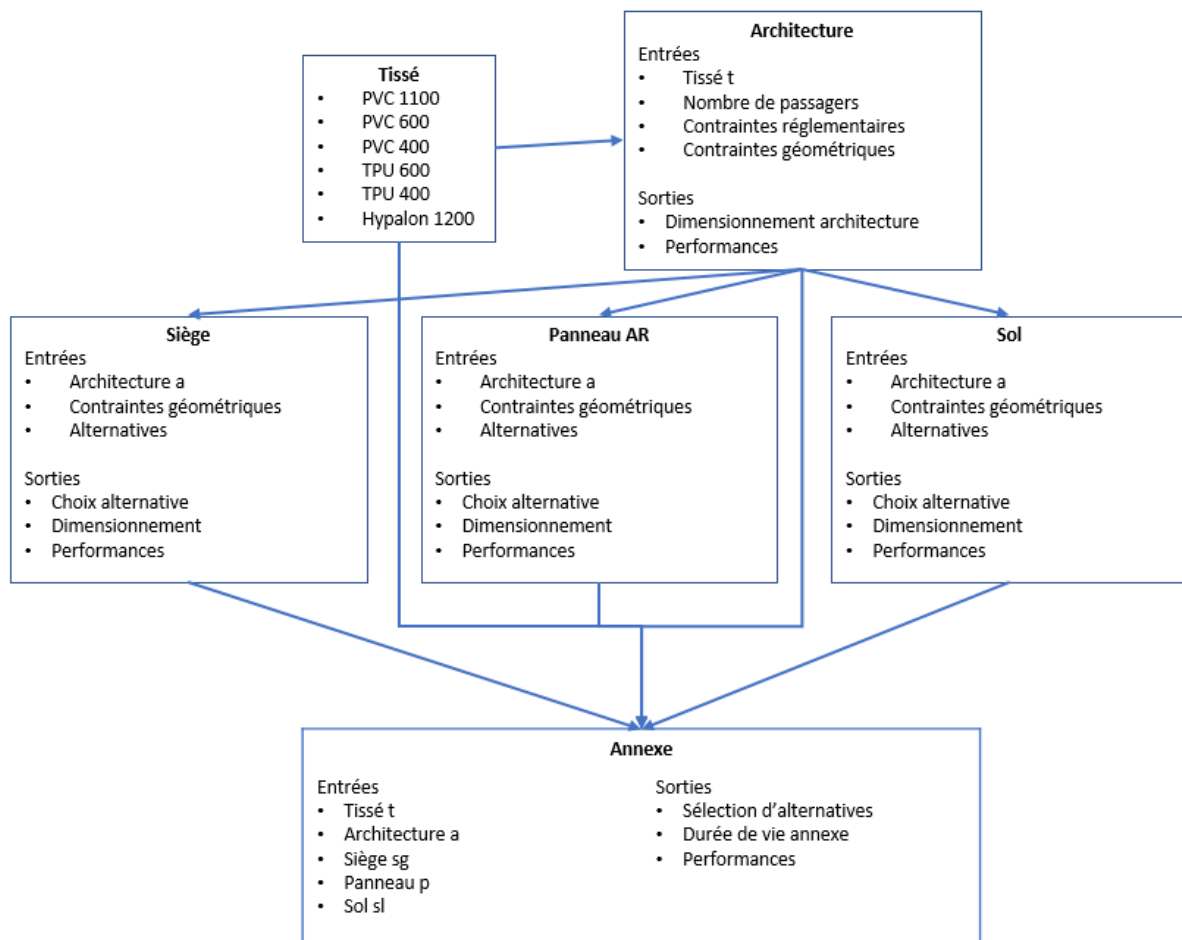 Tissé
• PVC 1100
• PVC 600
• PVC 400
• TPU 600
• TPU 400
• Hypalon 1200
Architecture
Entrées
• Tissé t
• Nombre de passagers
• Contraintes réglementaires
• Contraintes géométriques
Sorties
• Dimensionnement architecture
• Performances
Siège
Entrées
• Architecture a
• Contraintes géométriques
• Alternatives
Sorties
• Choix alternative
• Dimensionnement
• Performances
Panneau AR
Entrées
• Architecture a
• Contraintes géométriques
• Alternatives
Sorties
• Choix alternative
• Dimensionnement
• Performances
Sol
Entrées
• Architecture a
• Contraintes géométriques
• Alternatives
Sorties
• Choix alternative
• Dimensionnement
• Performances
Annexe
Entrées
• Tissé t
• Architecture a
• Siège sg
• Panneau p
• Sol sl
Sorties
• Sélection d'alternatives
• Durée de vie annexe
• Performances